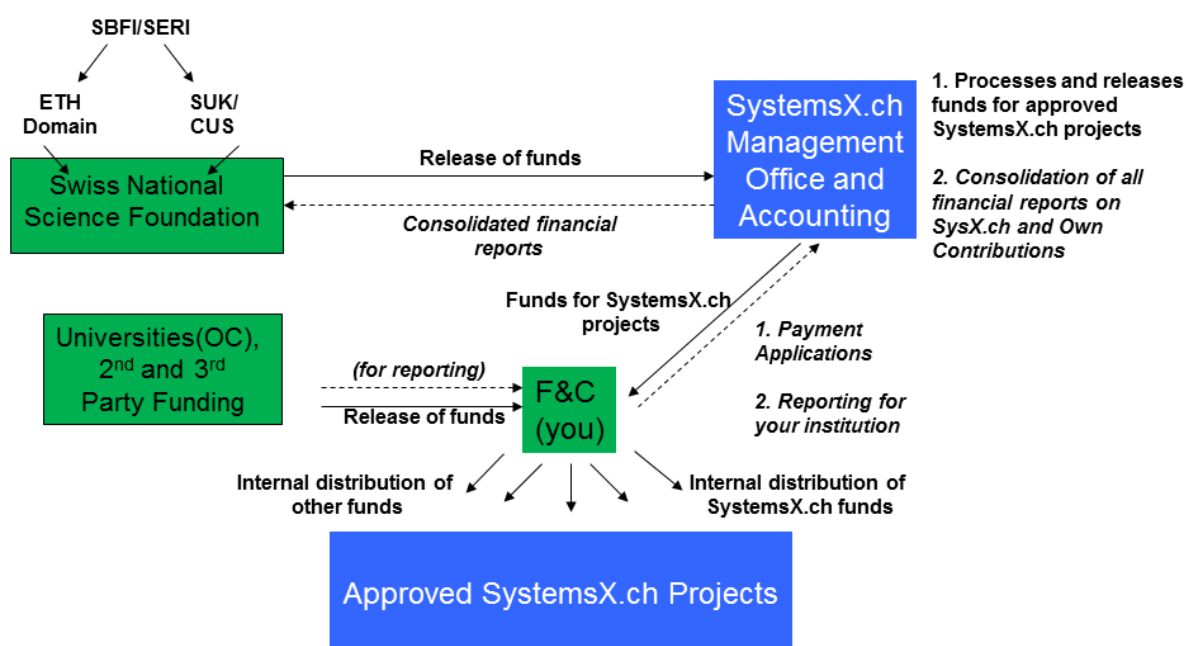 SBFI/SERI
ETH
Domain
SUK/
CUS
Swiss National
Science Foundation
Release of funds
Consolidated financial
reports
SystemsX.ch
Management
Office and
Accounting
1. Processes and releases
funds for approved
SystemsX.ch projects
2. Consolidation of all
financial reports on
SysX.ch and Own
Contributions
Funds for SystemsX.ch
projects
1. Payment
Applications
2. Reporting for
your institution
Universities(OC),
2nd and 3rd
Party Funding
(for reporting)
Release of funds
F&C
(you)
Internal distribution of
other funds
Internal distribution of
SystemsX.ch funds
Approved SystemsX.ch Projects